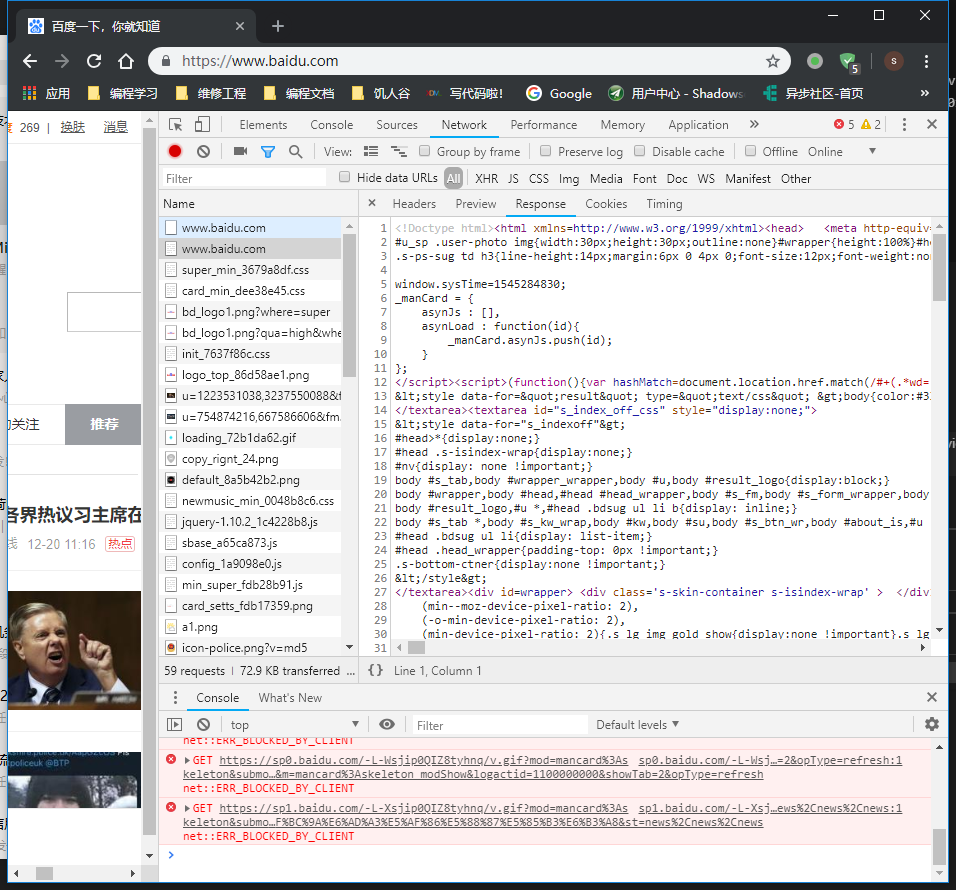 百度一下，你就知道
https://www.baidu.com
S
5
应用 编程学习 维修工程 编程文档 饥人谷 写代码啦! Google 用户中心 - Shadows 异步社区-首页 »
269 | 换肤 消息
Elements Console Sources Network Performance Memory Application » 5 2
View: Group by frame Preserve log Disable cache Offline Online
Filter Hide data URLs All XHR JS CSS Img Media Font Doc WS Manifest Other
Name
www.baidu.com
www.baidu.com
super_min_3679a8df.css
card_min_dee38e45.css
bd_logo1.png?where=super
bd_logo1.png?qua=high&whe
init_7637f86c.css
logo_top_86d58ae1.png
u=1223531038,3237550088&f
u=754874216,667586606&fm
loading_72b1da62.gif
copy_rignt_24.png
default_8a5b42b2.png
newmusic_min_0048b8c6.css
jquery-1.10.2_1c4228b8.js
sbase_a65ca873.js
config_1a9098e0.js
min_super_fdb28b91.js
card_setts_fdb17359.png
a1.png
icon-police.png?v=md5
59 requests | 72.9 KB transferred ...
× Headers Preview Response Cookies Timing
1 <!Doctype html><html xmlns=http://www.w3.org/1999/xhtml><head>   <meta http-equiv=
2 #u_sp .user-photo img{width:30px;height:30px;outline:none}#wrapper{height:100%}#he
3 .s-ps-sug td h3{line-height:14px;margin:6px 0 4px 0;font-size:12px;font-weight:nor
4
5 window.sysTime=1545284830;
6 _manCard = {
7     asynJs : [],
8     asynLoad : function(id){
9         _manCard.asynJs.push(id);
10     }
11 };
12 </script><script>(function(){var hashMatch=document.location.href.match(/#+(.*wd=
13 &lt;style data-for=&quot;result&quot; type=&quot;text/css&quot; &gt;body{color:#3
14 </textarea><textarea id="s_index_off_css" style="display:none;">
15 &lt;style data-for="s_indexoff"&gt;
16 #head>*{display:none;}
17 #head .s-isindex-wrap{display:none;}
18 #nv{display: none !important;}
19 body #s_tab,body #wrapper_wrapper,body #u,body #result_logo{display:block;}
20 body #wrapper,body #head,#head #head_wrapper,body #s_fm,body #s_form_wrapper,body
21 body #result_logo,#u *,#head .bdsug ul li b{display: inline;}
22 body #s_tab *,body #s_kw_wrap,body #kw,body #su,body #s_btn_wr,body #about_is,#u
23 #head .bdsug ul li{display: list-item;}
24 #head .head_wrapper{padding-top: 0px !important;}
25 .s-bottom-ctner{display:none !important;}
26 &lt;/style&gt;
27 </textarea><div id=wrapper> <div class='s-skin-container s-isindex-wrap' >  </div
28     (min--moz-device-pixel-ratio: 2),
29     (-o-min-device-pixel-ratio: 2),
30     (min-device-pixel-ratio: 2){.s_lg_img_gold_show{display:none !important}.s_lg
31
{} Line 1, Column 1
关注 推荐
各界热议习主席在
线 12-20 11:16 热点
policeuk @BTP
Console What's New
top Filter Default levels ▼
net::ERR_BLOCKED_BY_CLIENT
GET https://sp0.baidu.com/-L-Wsjip0QIZ8tyhnq/v.gif?mod=mancard%3As sp0.baidu.com/-L-Ws…=2&opType=refresh:1
keleton&submo…&m=mancard%3Askeleton_modShow&logactid=1100000000&showTab=2&opType=refresh
net::ERR_BLOCKED_BY_CLIENT
GET https://sp1.baidu.com/-L-Xsjip0QIZ8tyhnq/v.gif?mod=mancard%3As sp1.baidu.com/-L-Xsj…ews%2Cnews%2Cnews:1
keleton&submo…F%BC%9A%E6%AD%A3%E5%AF%86%E5%88%87%E5%85%B3%E6%B3%A8&st=news%2Cnews%2Cnews
net::ERR_BLOCKED_BY_CLIENT